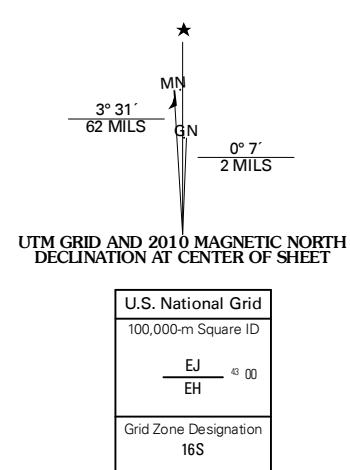 MN
3° 31´
62 MILS
GN
0° 7´
2 MILS
UTM GRID AND 2010 MAGNETIC NORTH
DECLINATION AT CENTER OF SHEET
U.S. National Grid
100,000-m Square ID
EJ
43 00
EH
Grid Zone Designation
16S